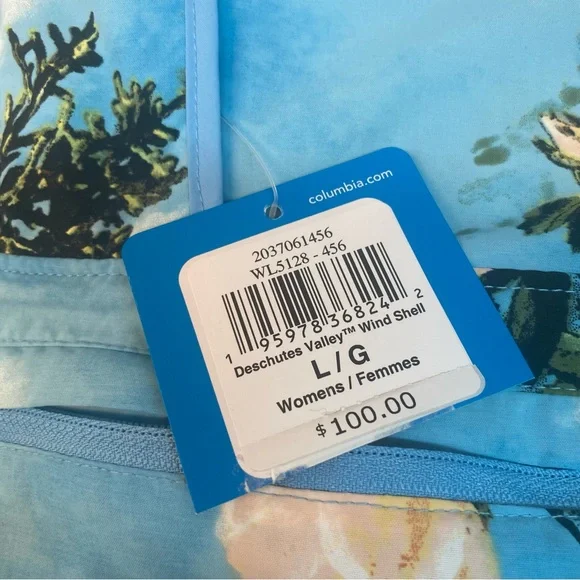 columbia.com
2037061456
WL5128 - 456
1 95978 36824 2
Deschutes Valley™ Wind Shell
L / G
Womens / Femmes
$100.00